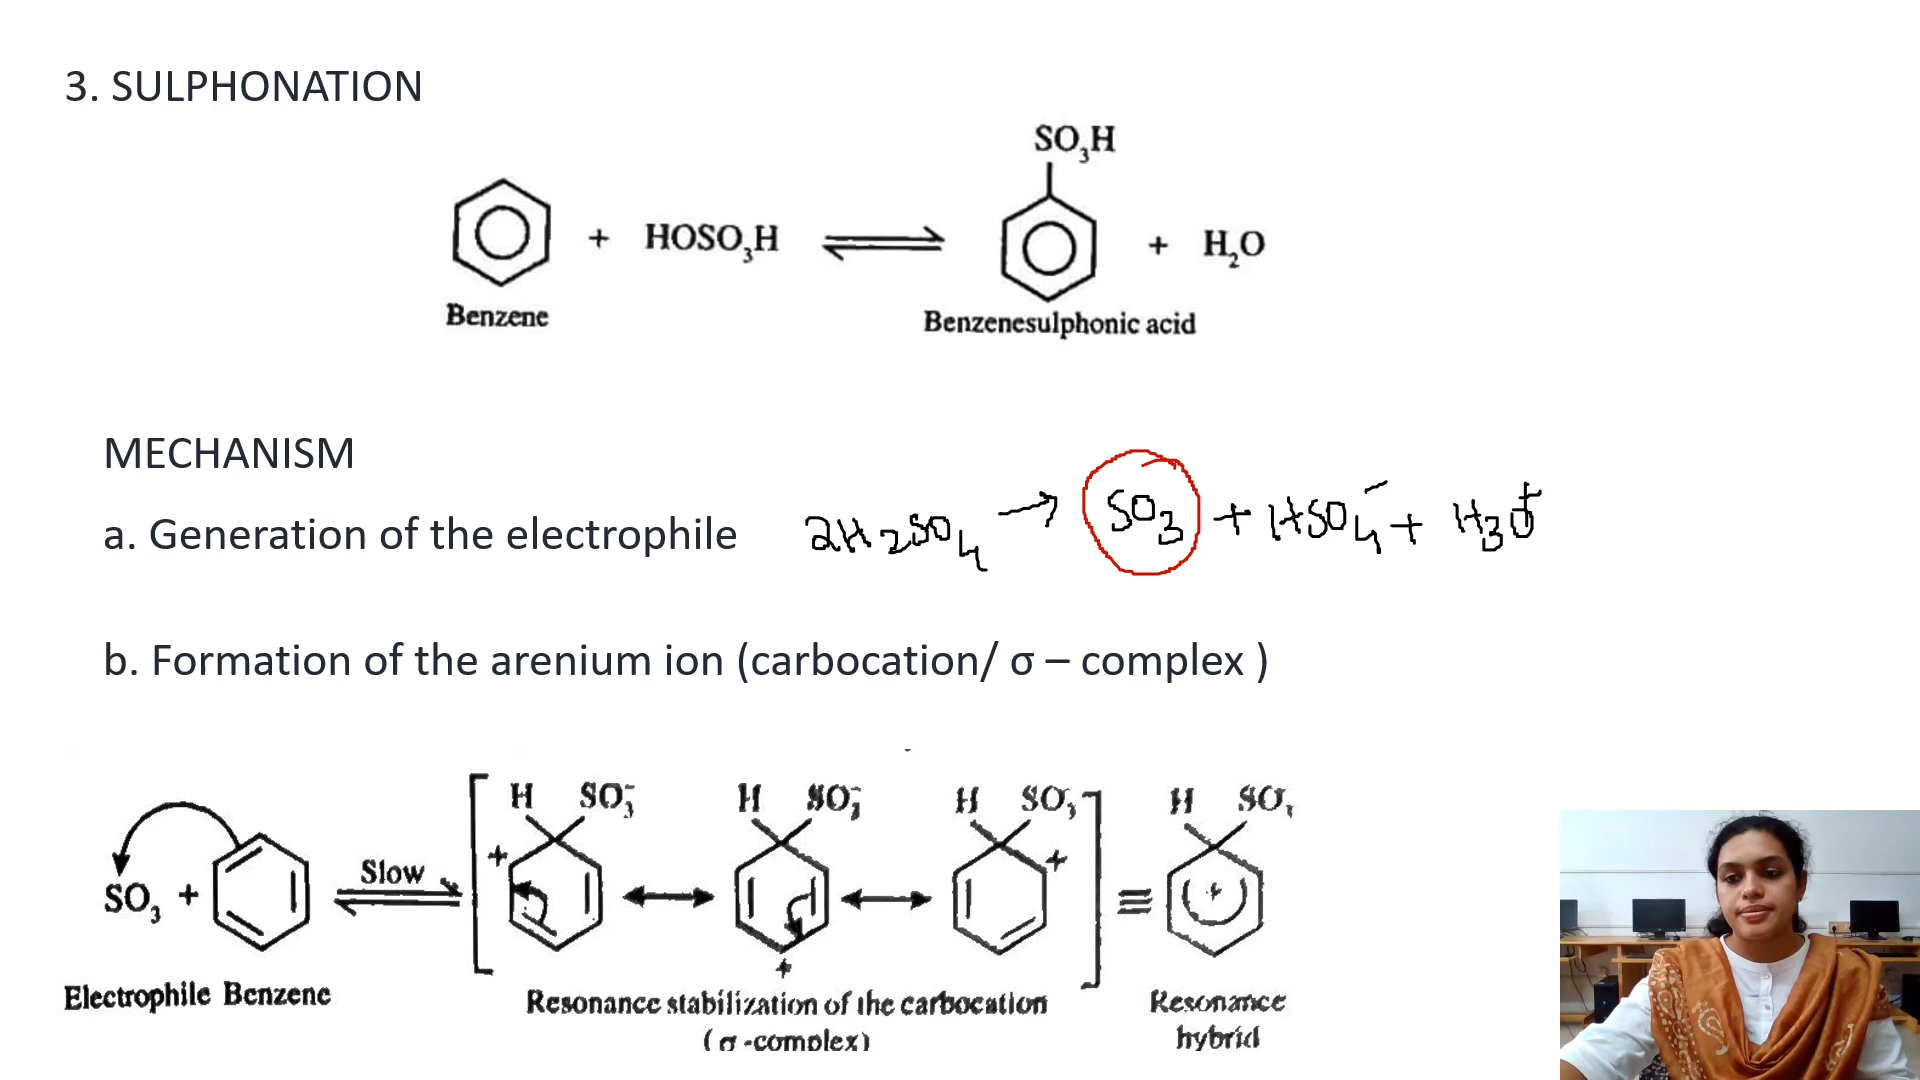 3. SULPHONATION
SO₃H
+ HOSO₃H ⇌ + H₂O
Benzene
Benzenesulphonic acid
MECHANISM
a. Generation of the electrophile 2H₂SO₄ → SO₃ + HSO₄⁻ + H₃O⁺
b. Formation of the arenium ion (carbocation/ σ – complex )
H SO₃⁻ H SO₃⁻ H SO₃ H SO₃
Slow
+ + +
SO₃ + ⇌ ↔ ↔ ≡
+
Electrophile Benzene
Resonance stabilization of the carbocation
(σ -complex)
Resonance
hybrid